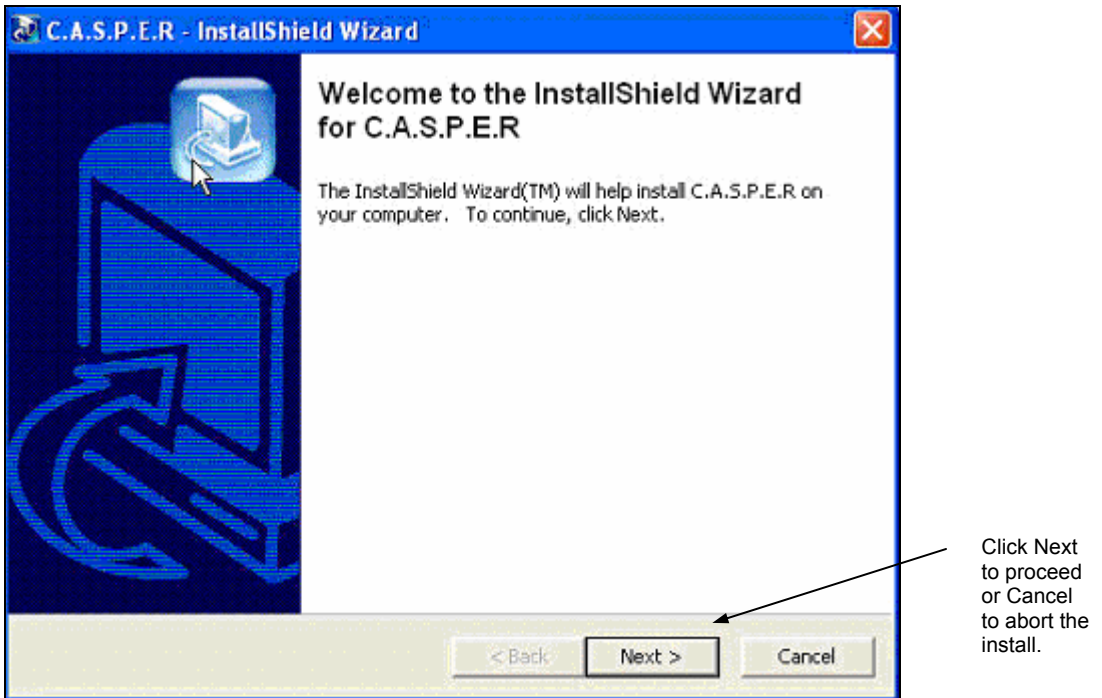 C.A.S.P.E.R - InstallShield Wizard
Welcome to the InstallShield Wizard
for C.A.S.P.E.R
The InstallShield Wizard(TM) will help install C.A.S.P.E.R on
your computer.   To continue, click Next.
Click Next
to proceed
or Cancel
to abort the
install.
< Back
Next >
Cancel